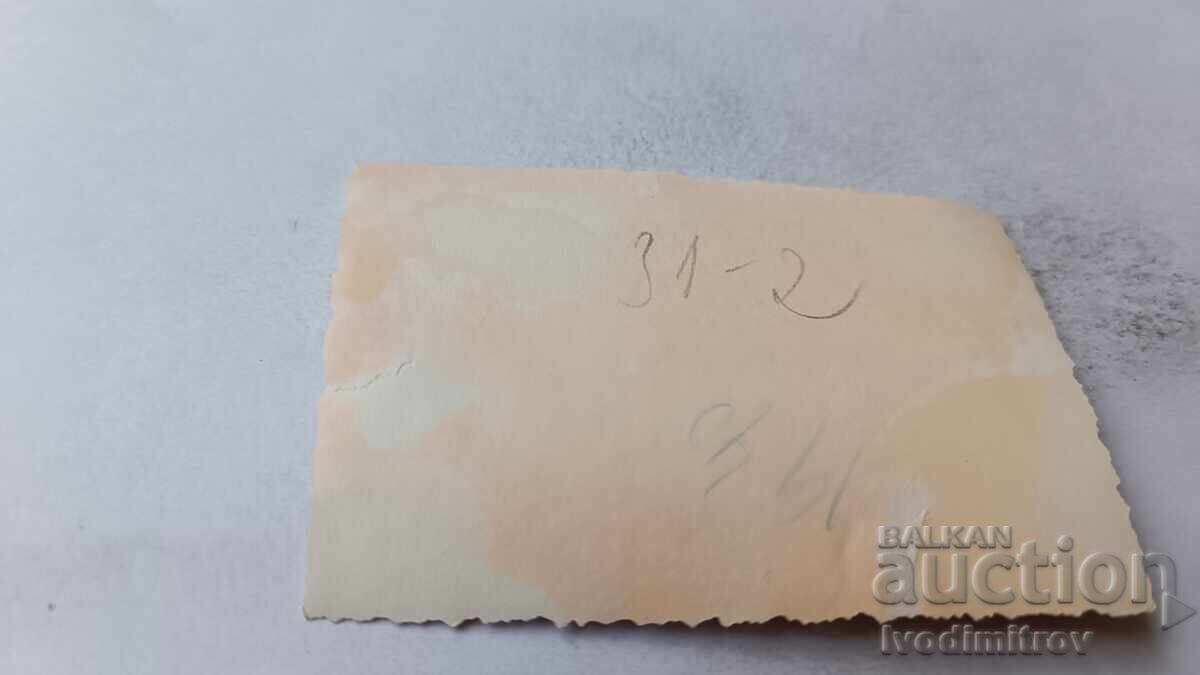 31-2
BALKAN
auction
Ivodimitrov